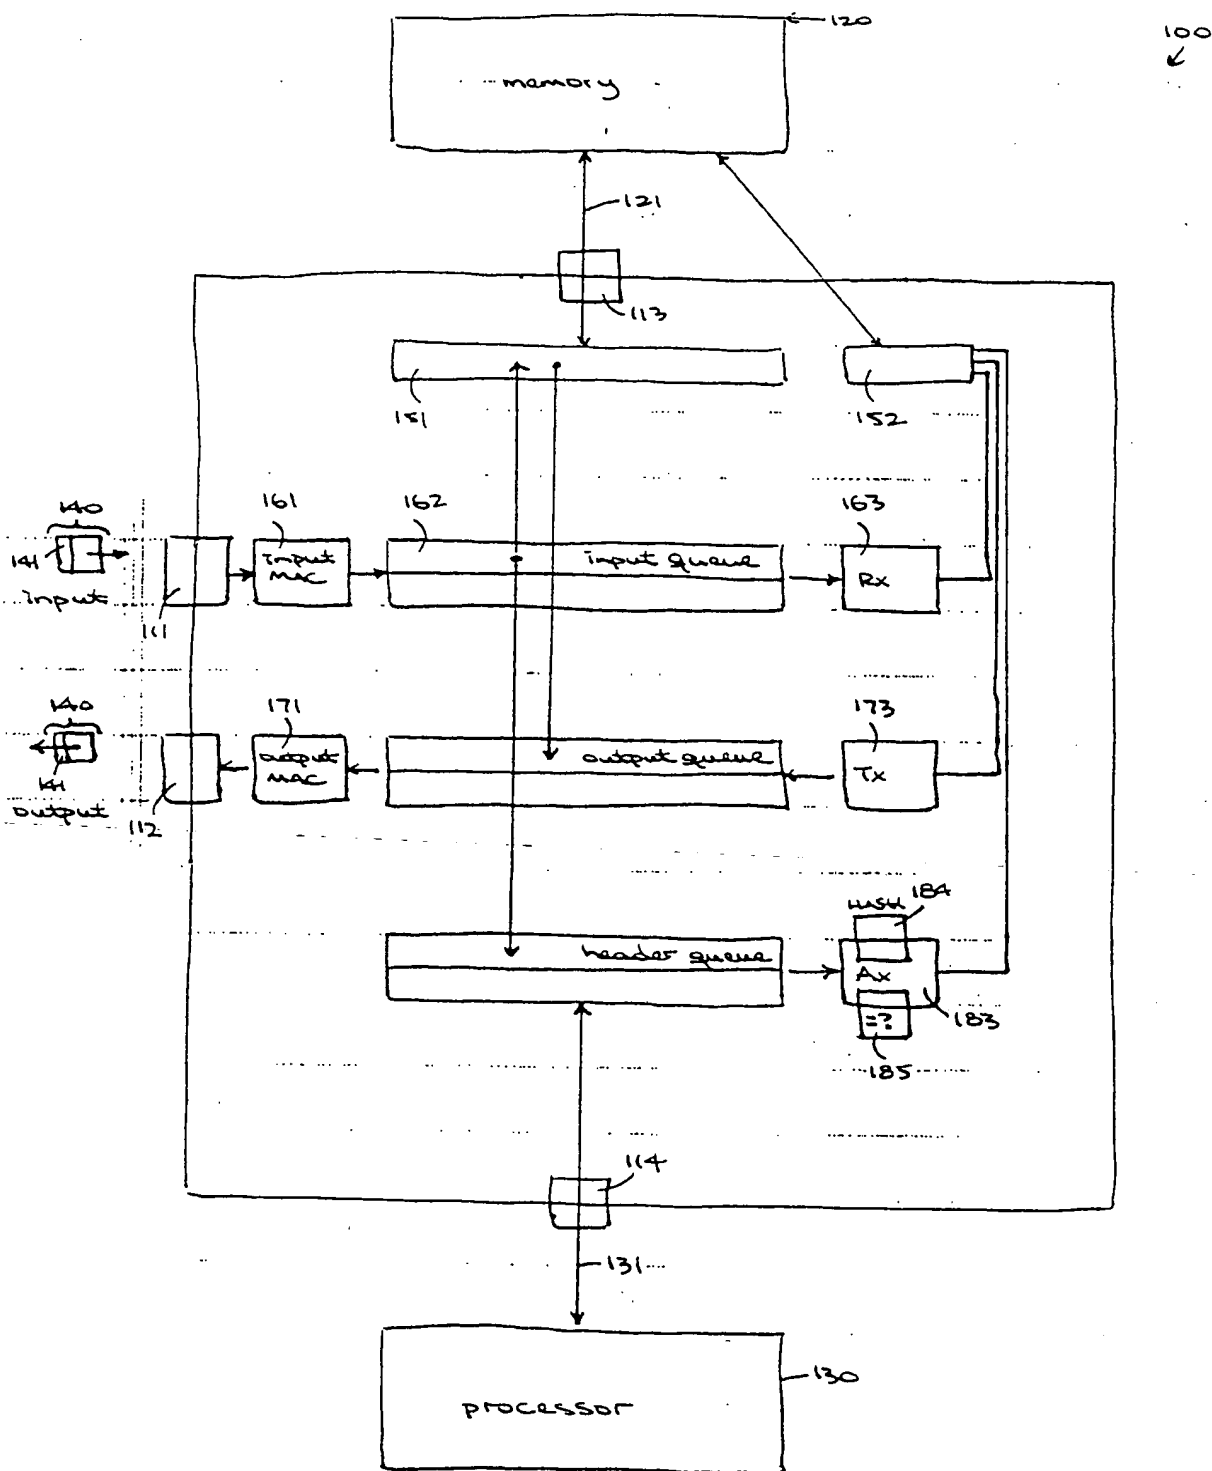 120
100
memory
121
113
151
152
140
161
162
163
141
input
input MAC
input queue
Rx
111
140
171
173
141
output
output MAC
output queue
Tx
112
HASH
184
header queue
Ax
183
=?
185
114
131
130
processor